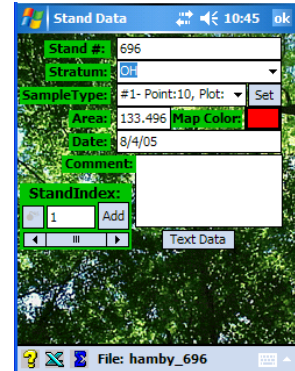 Stand Data 10:45 ok
Stand #: 696
Stratum: OH
SampleType: #1- Point:10, Plot: Set
Area: 133.496 Map Color:
Date: 8/4/05
Comment:
StandIndex:
1 Add
Text Data
File: hamby_696